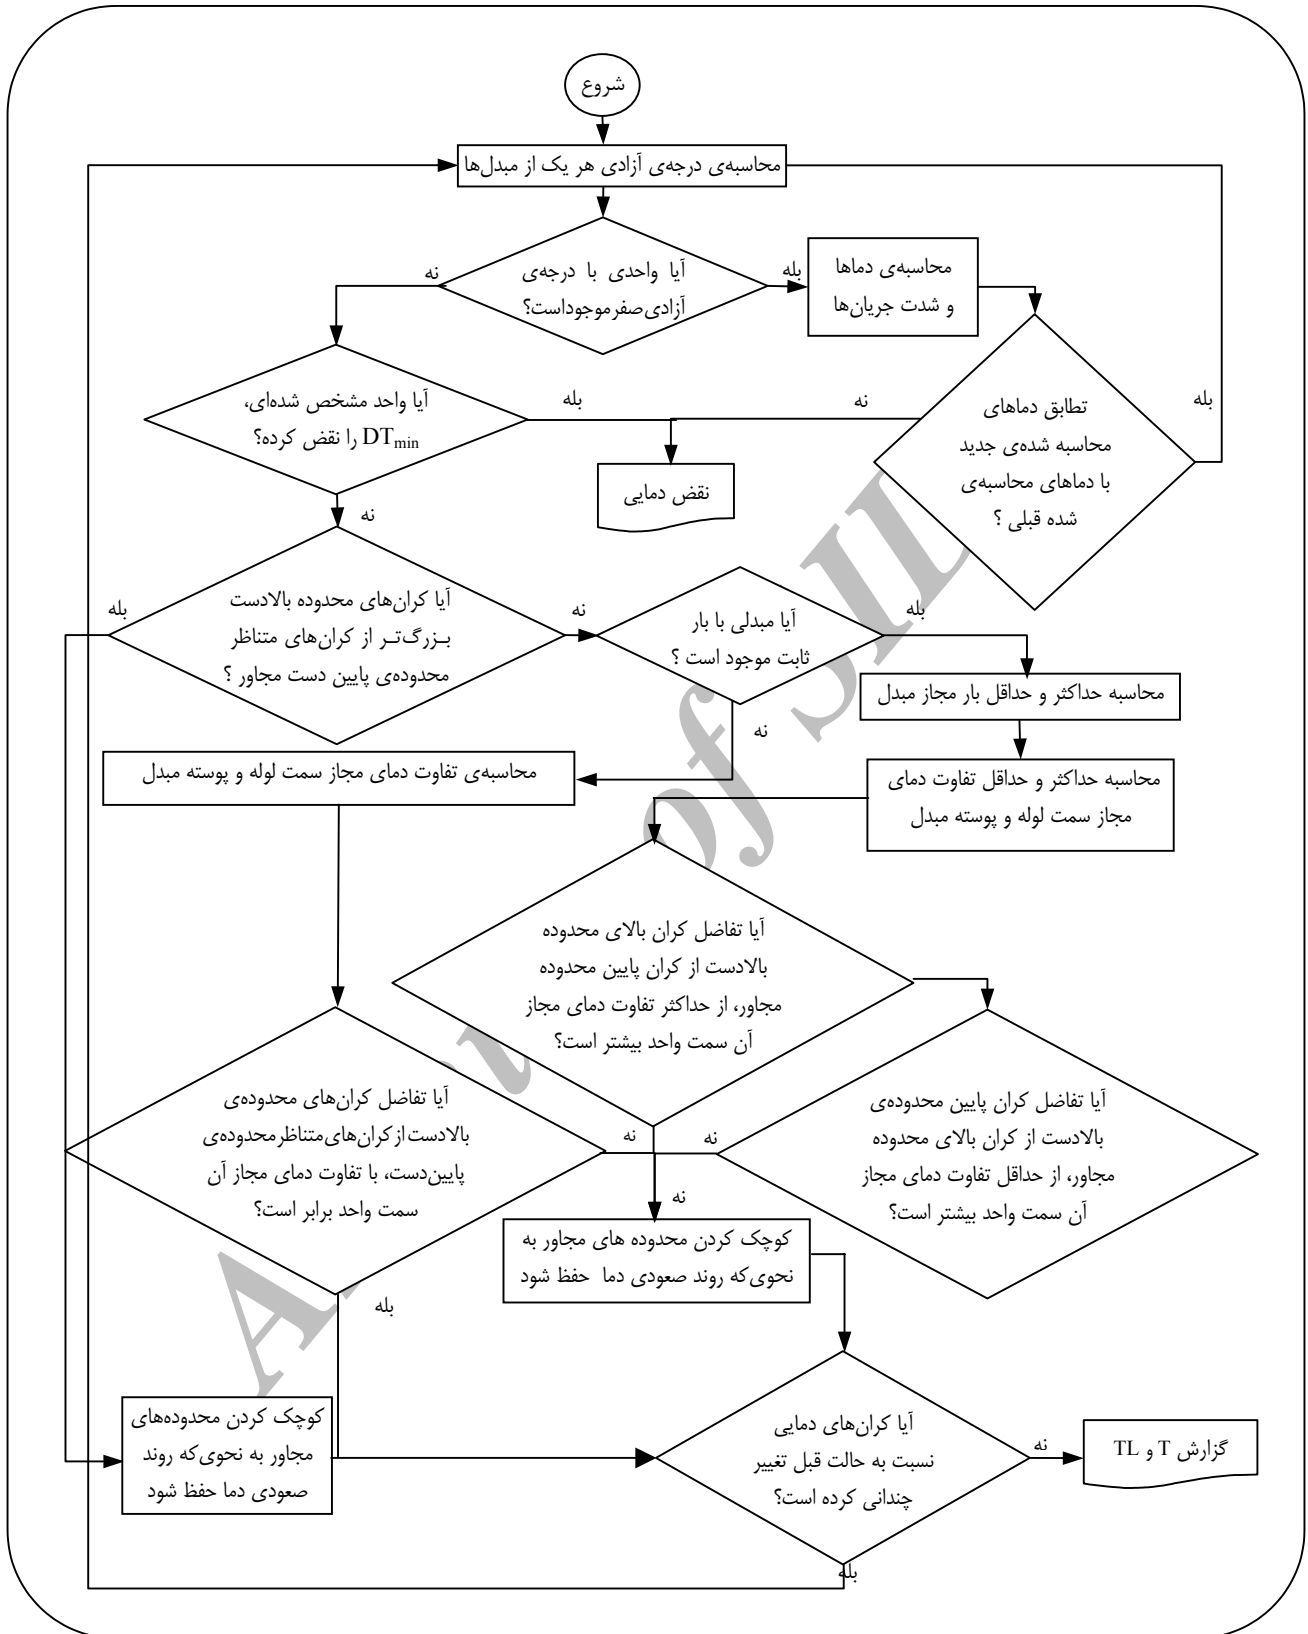 شروع
محاسبه‌ی درجه‌ی آزادی هر یک از مبدل‌ها
آیا واحدی با درجه‌ی
آزادی صفر موجود است؟
نه
بله
محاسبه‌ی دماها
و شدت جریان‌ها
آیا واحد مشخص شده‌ای،
DTmin را نقض کرده؟
بله
نه
نقض دمایی
نه
تطابق دماهای
محاسبه شده‌ی جدید
با دماهای محاسبه‌ی
شده قبلی ؟
بله
آیا کران‌های محدوده بالادست
بزرگ‌تر از کران‌های متناظر
محدوده‌ی پایین دست مجاور ؟
بله
نه
آیا مبدلی با بار
ثابت موجود است ؟
بله
نه
محاسبه حداکثر و حداقل بار مجاز مبدل
محاسبه‌ی تفاوت دمای مجاز سمت لوله و پوسته مبدل
محاسبه حداکثر و حداقل تفاوت دمای
مجاز سمت لوله و پوسته مبدل
آیا تفاضل کران بالای محدوده
بالادست از کران پایین محدوده
مجاور، از حداکثر تفاوت دمای مجاز
آن سمت واحد بیشتر است؟
آیا تفاضل کران‌های محدوده‌ی
بالادست از کران‌های متناظر محدوده‌ی
پایین‌دست، با تفاوت دمای مجاز آن
سمت واحد برابر است؟
نه
نه
نه
بله
آیا تفاضل کران پایین محدوده‌ی
بالادست از کران بالای محدوده
مجاور، از حداقل تفاوت دمای مجاز
آن سمت واحد بیشتر است؟
کوچک کردن محدوده های مجاور به
نحوی‌که روند صعودی دما حفظ شود
کوچک کردن محدوده‌های
مجاور به نحوی‌که روند
صعودی دما حفظ شود
آیا کران‌های دمایی
نسبت به حالت قبل تغییر
چندانی کرده است؟
نه
بله
گزارش T و TL